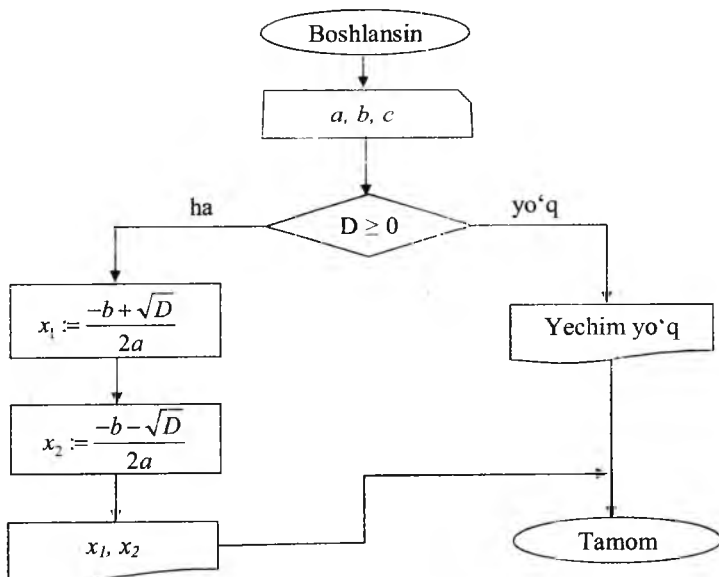 Boshlansin
a, b, c
ha
D ≥ 0
yo‘q
x₁ := (-b + √D) / 2a
Yechim yo‘q
x₂ := (-b - √D) / 2a
x₁, x₂
Tamom